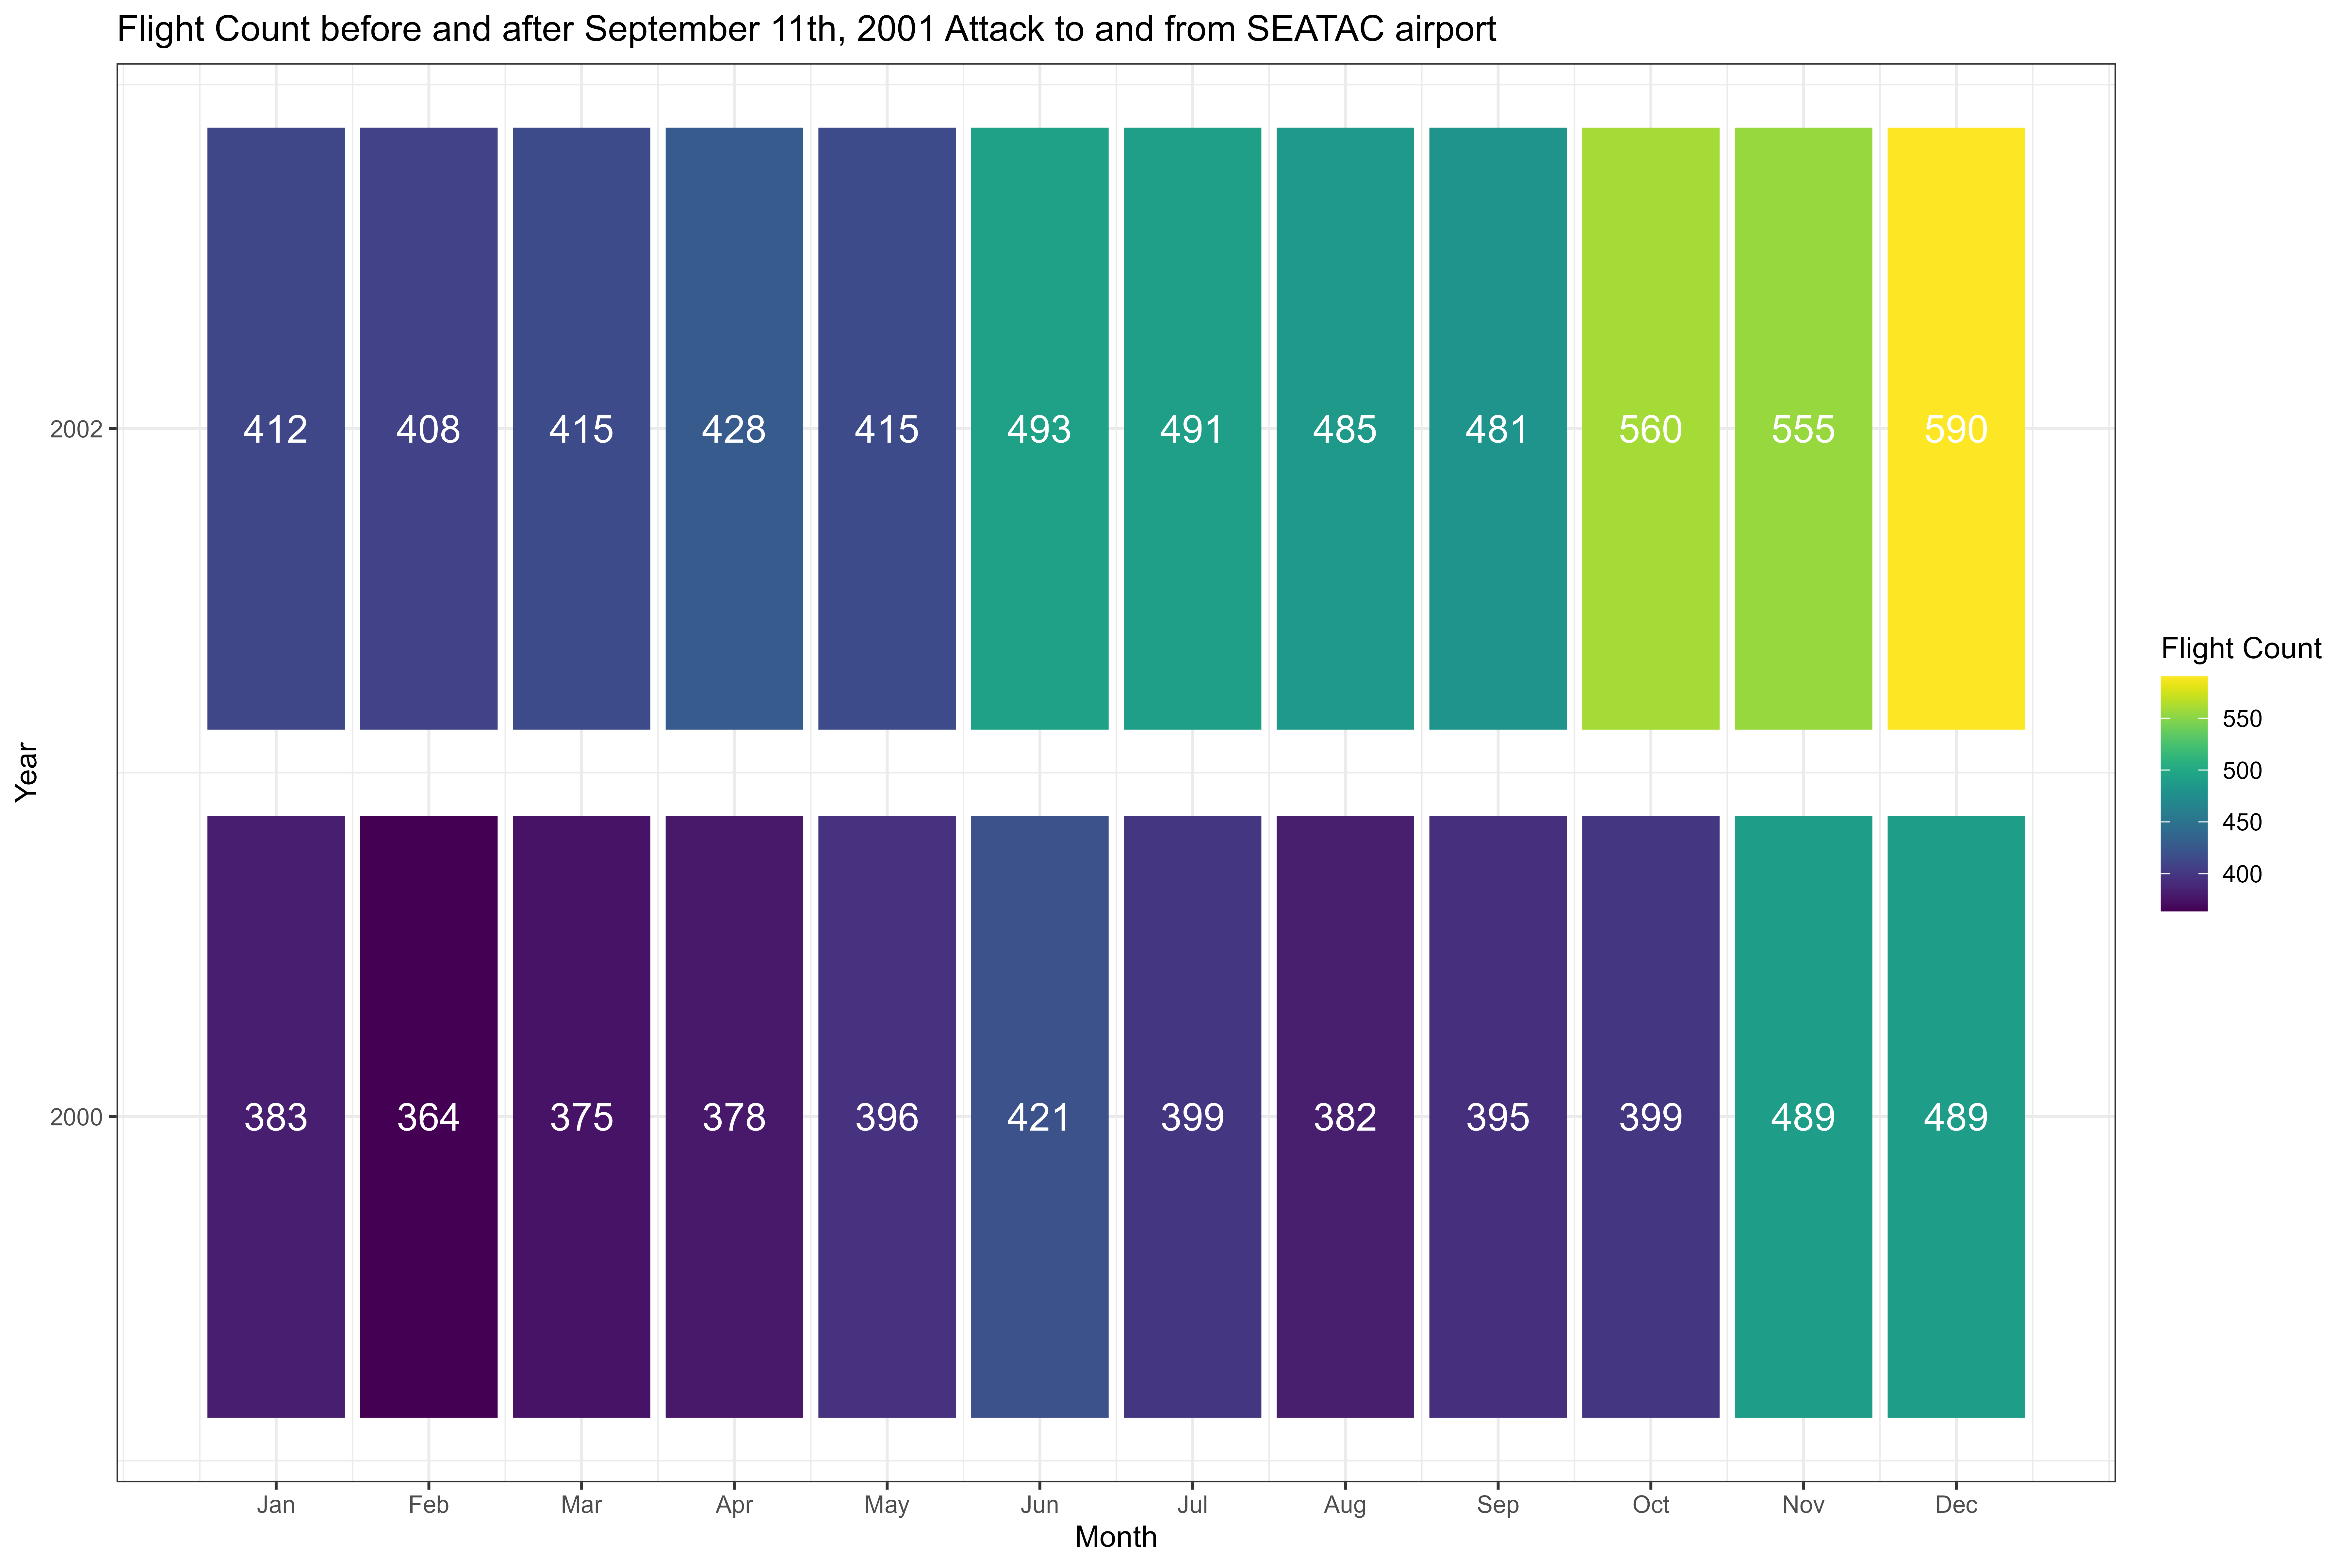 Flight Count before and after September 11th, 2001 Attack to and from SEATAC airport
2002
412 408 415 428 415 493 491 485 481 560 555 590
Year
2000
383 364 375 378 396 421 399 382 395 399 489 489
Jan Feb Mar Apr May Jun Jul Aug Sep Oct Nov Dec
Month
Flight Count
550
500
450
400